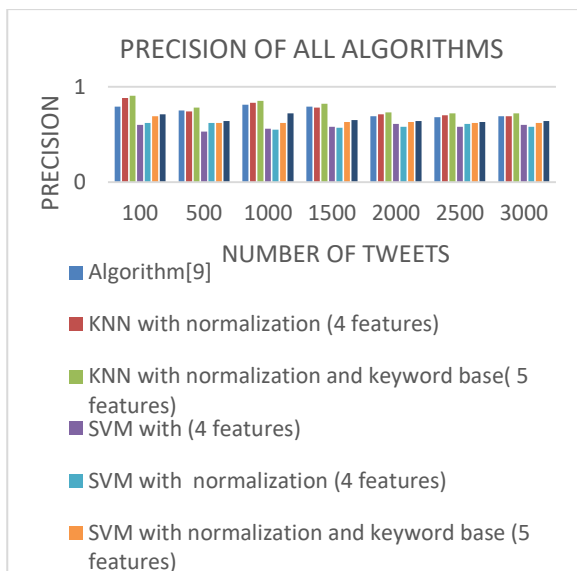 PRECISION OF ALL ALGORITHMS
1
0
PRECISION
100 500 1000 1500 2000 2500 3000
NUMBER OF TWEETS
Algorithm[9]
KNN with normalization (4 features)
KNN with normalization and keyword base( 5
features)
SVM with (4 features)
SVM with  normalization (4 features)
SVM with normalization and keyword base (5
features)